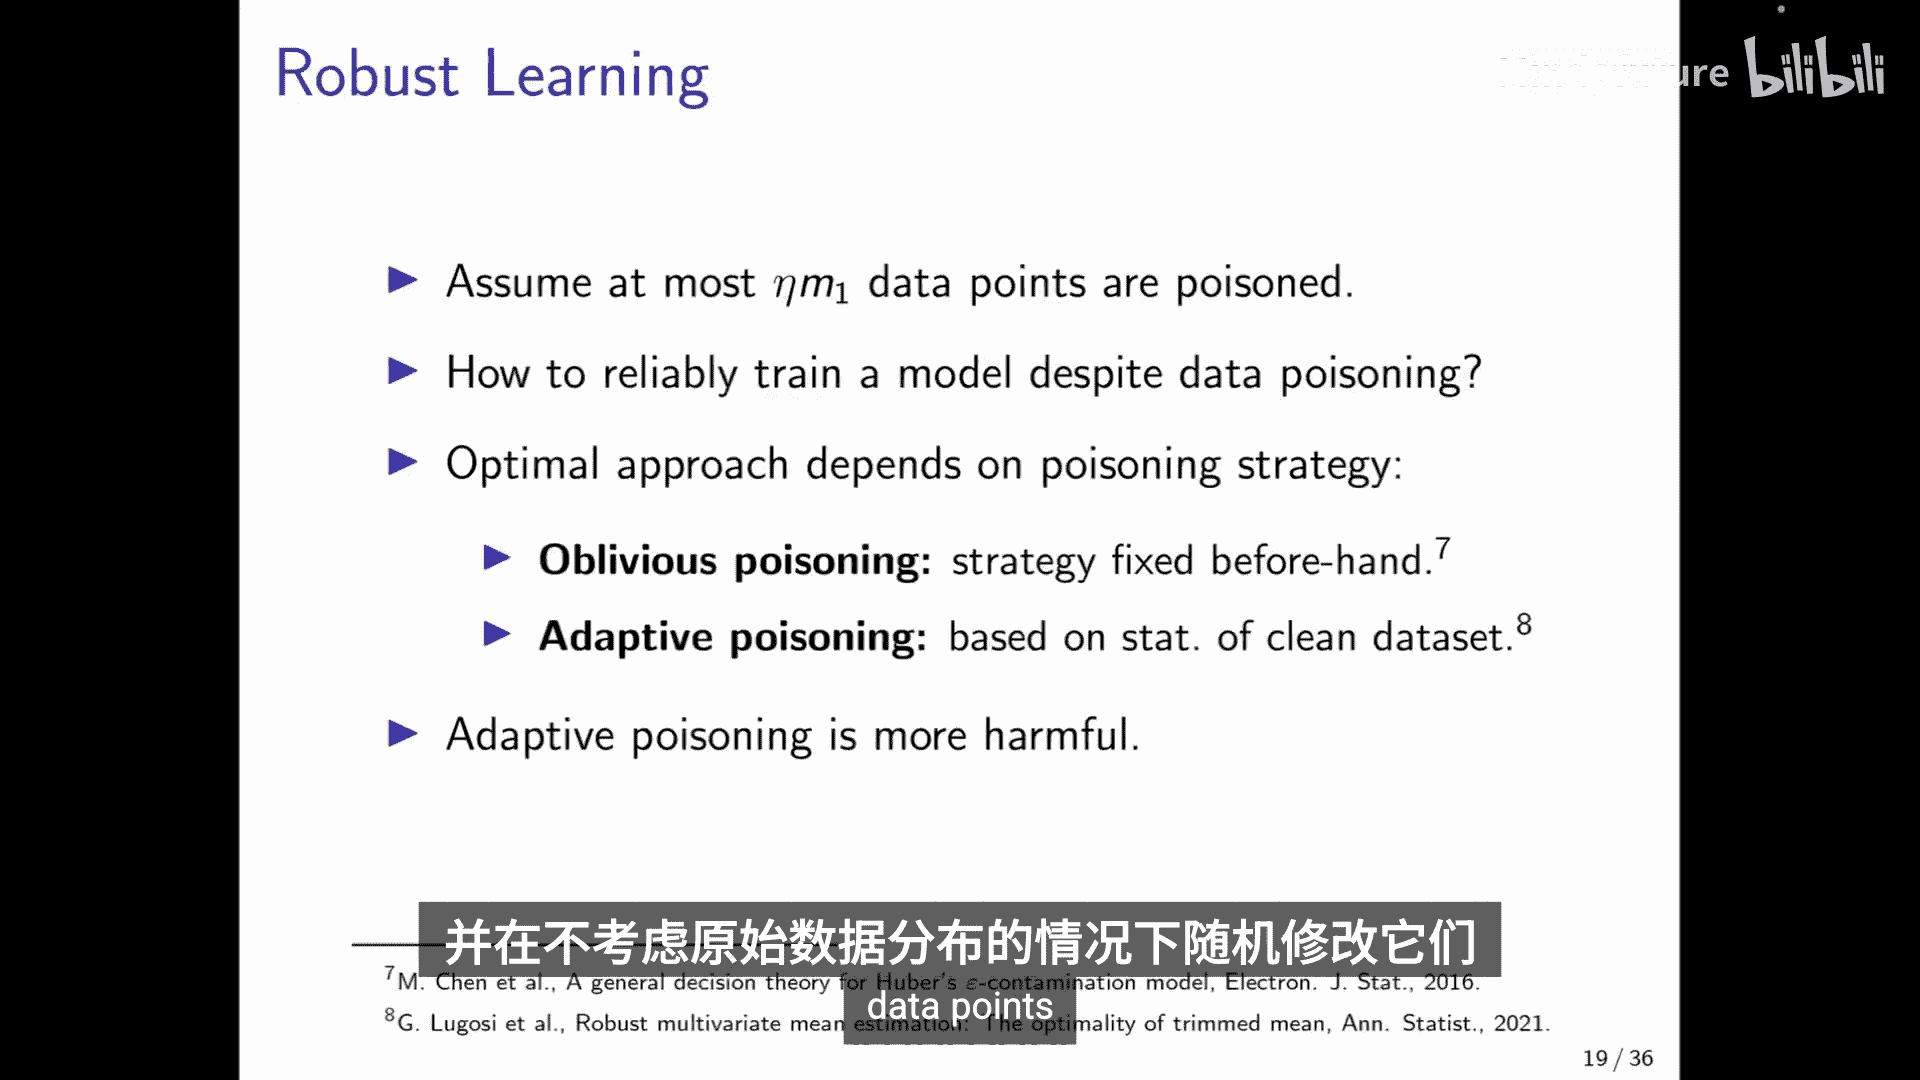 Robust Learning
bilibili
▶ Assume at most ηm₁ data points are poisoned.
▶ How to reliably train a model despite data poisoning?
▶ Optimal approach depends on poisoning strategy:
▶ Oblivious poisoning: strategy fixed before-hand.⁷
▶ Adaptive poisoning: based on stat. of clean dataset.⁸
▶ Adaptive poisoning is more harmful.
并在不考虑原始数据分布的情况下随机修改它们
⁷M. Chen et al., A general decision theory for Huber's ε-contamination model, Electron. J. Stat., 2016.
data points
⁸G. Lugosi et al., Robust multivariate mean estimation: The optimality of trimmed mean, Ann. Statist., 2021.
19 / 36